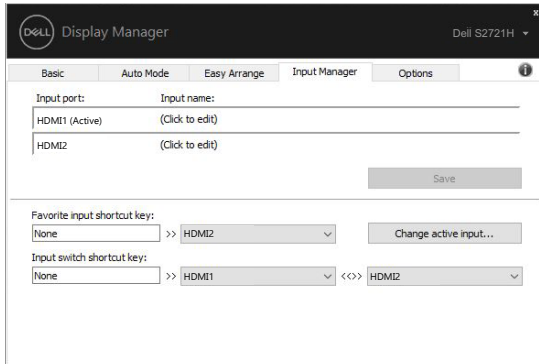 x
DELL Display Manager Dell S2721H
Basic Auto Mode Easy Arrange Input Manager Options i
Input port: Input name:
HDMI1 (Active) (Click to edit)
HDMI2 (Click to edit)
Save
Favorite input shortcut key:
None >> HDMI2 Change active input...
Input switch shortcut key:
None >> HDMI1 <<>> HDMI2